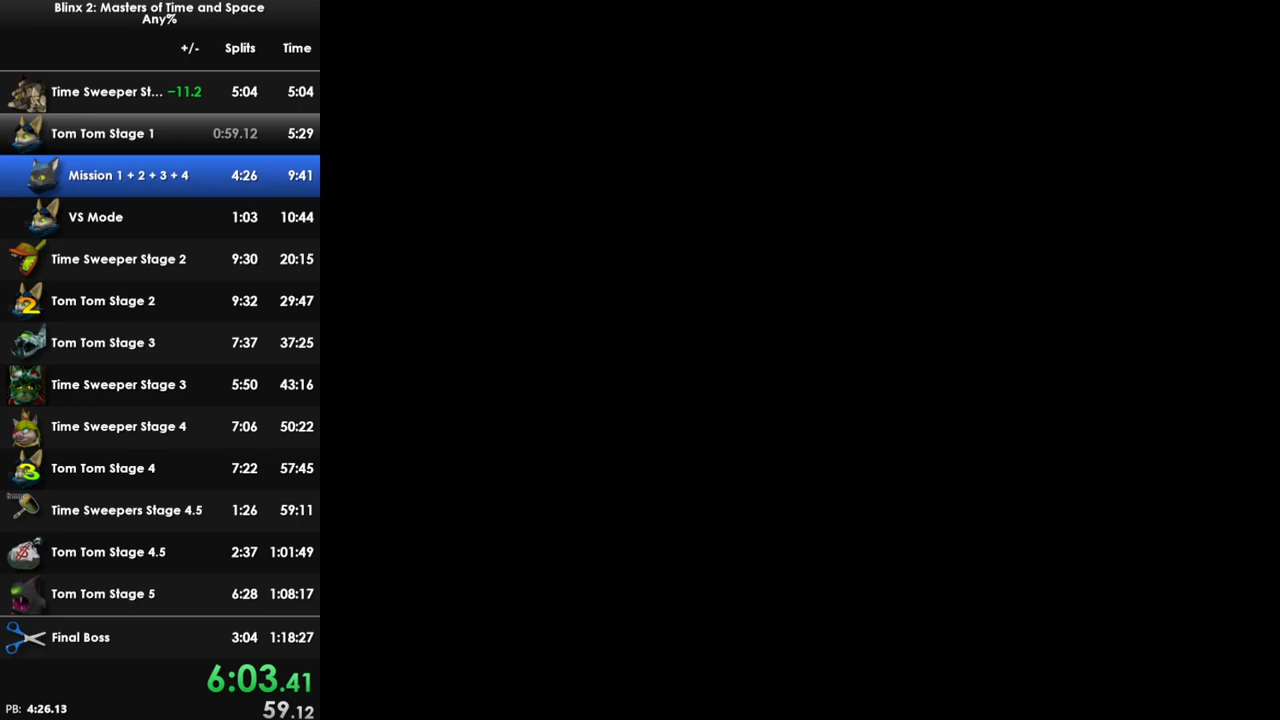 Blinx 2: Masters of Time and Space
Any%
+/- Splits Time
Time Sweeper St... −11.2 5:04 5:04
Tom Tom Stage 1 0:59.12 5:29
Mission 1 + 2 + 3 + 4 4:26 9:41
VS Mode 1:03 10:44
Time Sweeper Stage 2 9:30 20:15
Tom Tom Stage 2 9:32 29:47
Tom Tom Stage 3 7:37 37:25
Time Sweeper Stage 3 5:50 43:16
Time Sweeper Stage 4 7:06 50:22
Tom Tom Stage 4 7:22 57:45
Time Sweepers Stage 4.5 1:26 59:11
Tom Tom Stage 4.5 2:37 1:01:49
Tom Tom Stage 5 6:28 1:08:17
Final Boss 3:04 1:18:27
6:03.41
PB: 4:26.13 59.12